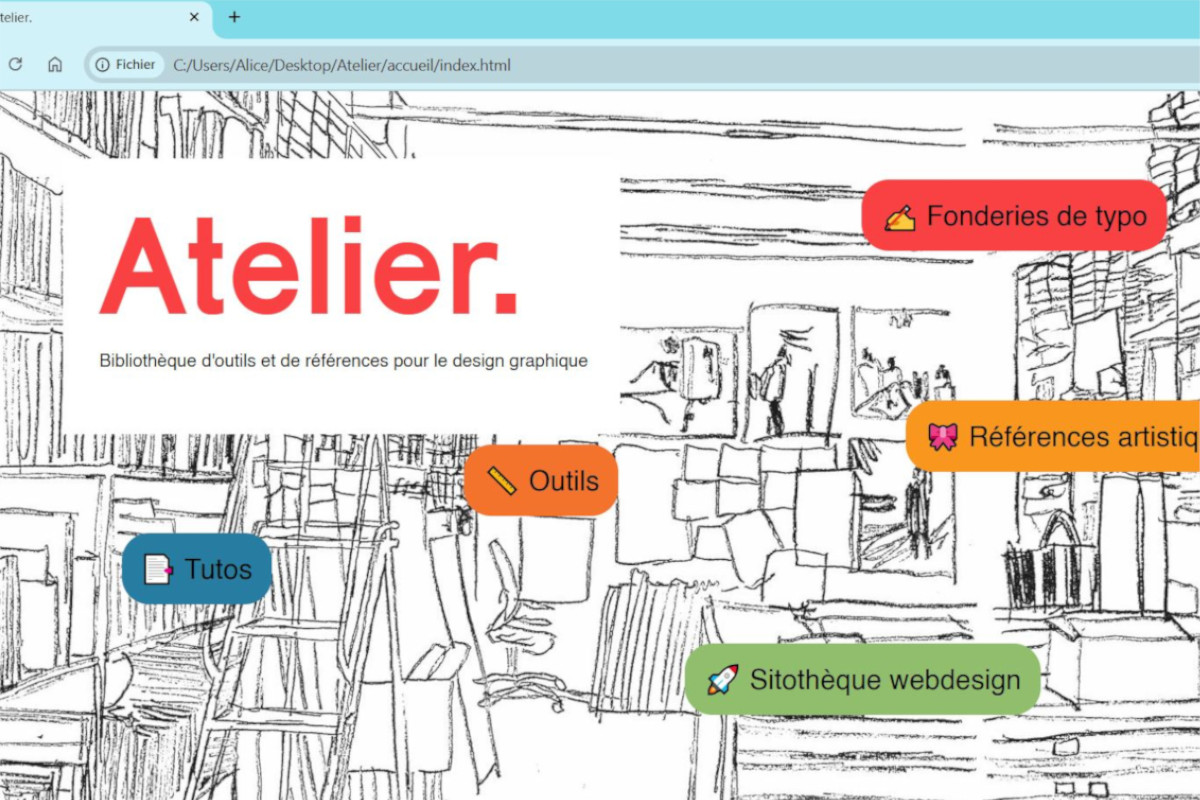 telier.
Fichier
C:/Users/Alice/Desktop/Atelier/accueil/index.html
Atelier.
Bibliothèque d'outils et de références pour le design graphique
✍️ Fonderies de typo
🎀 Références artistiq
📏 Outils
📑 Tutos
🚀 Sitothèque webdesign